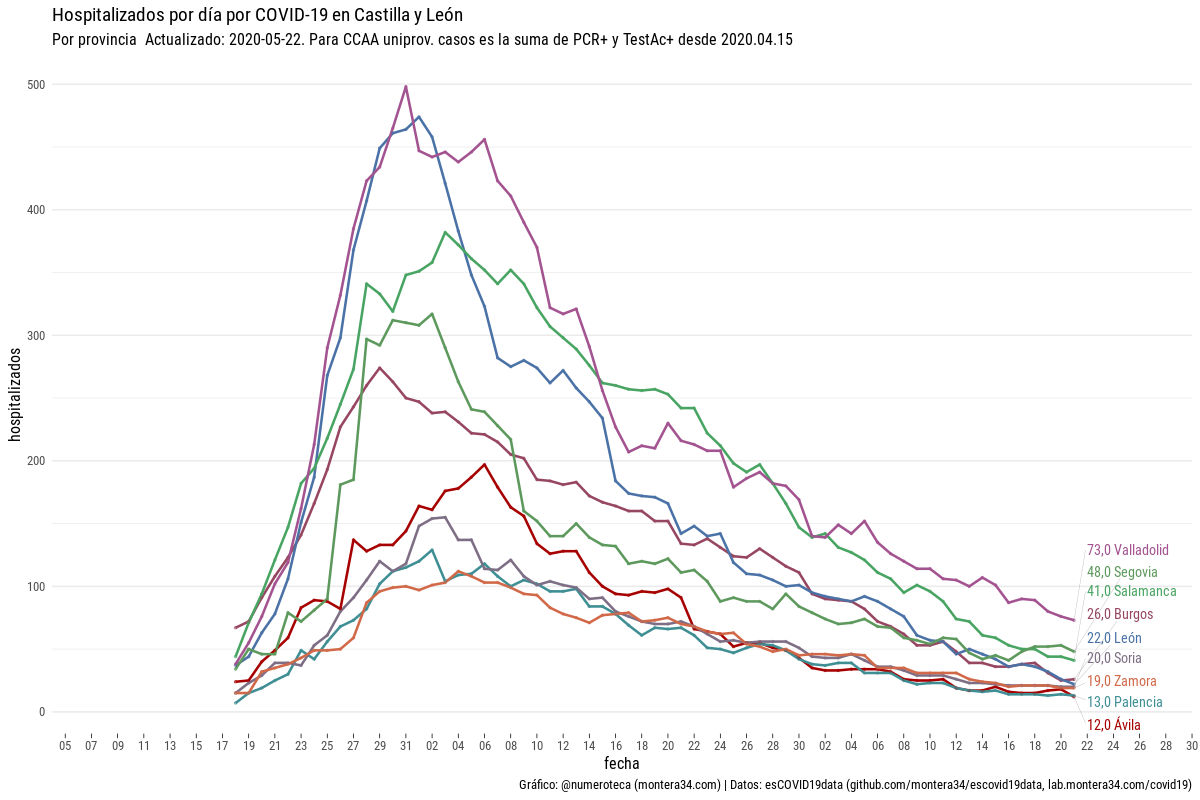 Hospitalizados por día por COVID-19 en Castilla y León
Por provincia  Actualizado: 2020-05-22. Para CCAA uniprov. casos es la suma de PCR+ y TestAc+ desde 2020.04.15
hospitalizados
500
400
300
200
100
0
73,0 Valladolid
48,0 Segovia
41,0 Salamanca
26,0 Burgos
22,0 León
20,0 Soria
19,0 Zamora
13,0 Palencia
12,0 Ávila
05 07 09 11 13 15 17 19 21 23 25 27 29 31 02 04 06 08 10 12 14 16 18 20 22 24 26 28 30 02 04 06 08 10 12 14 16 18 20 22 24 26 28 30
fecha
Gráfico: @numeroteca (montera34.com) | Datos: esCOVID19data (github.com/montera34/escovid19data, lab.montera34.com/covid19)